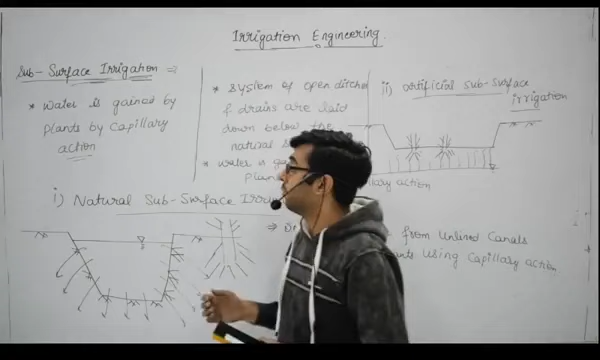 Irrigation Engineering.
Sub-Surface Irrigation ⇒
* Water is gained by
plants by Capillary
action
* System of open ditches
& drains are laid
down below the
natural
* Water is
ii) Artificial Sub-Surface
irrigation
action
i) Natural Sub-Surface
⇒
from Unlined Canals
using Capillary action